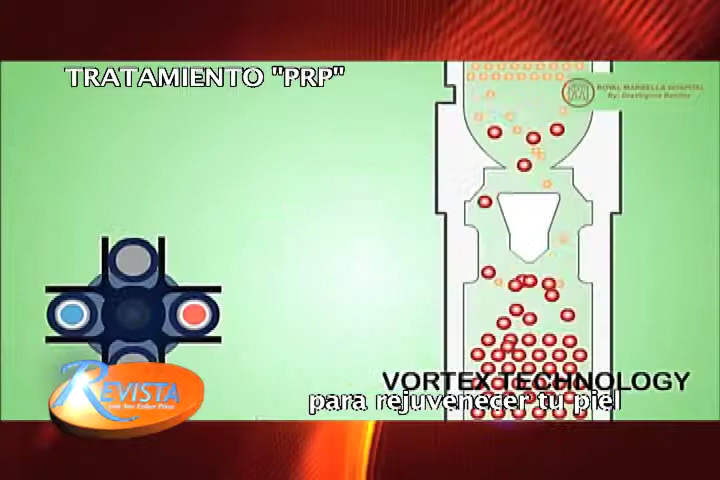 TRATAMIENTO "PRP"
ROYAL MARBELLA HOSPITAL
VORTEX TECHNOLOGY
para rejuvenecer tu piel
REVISTA